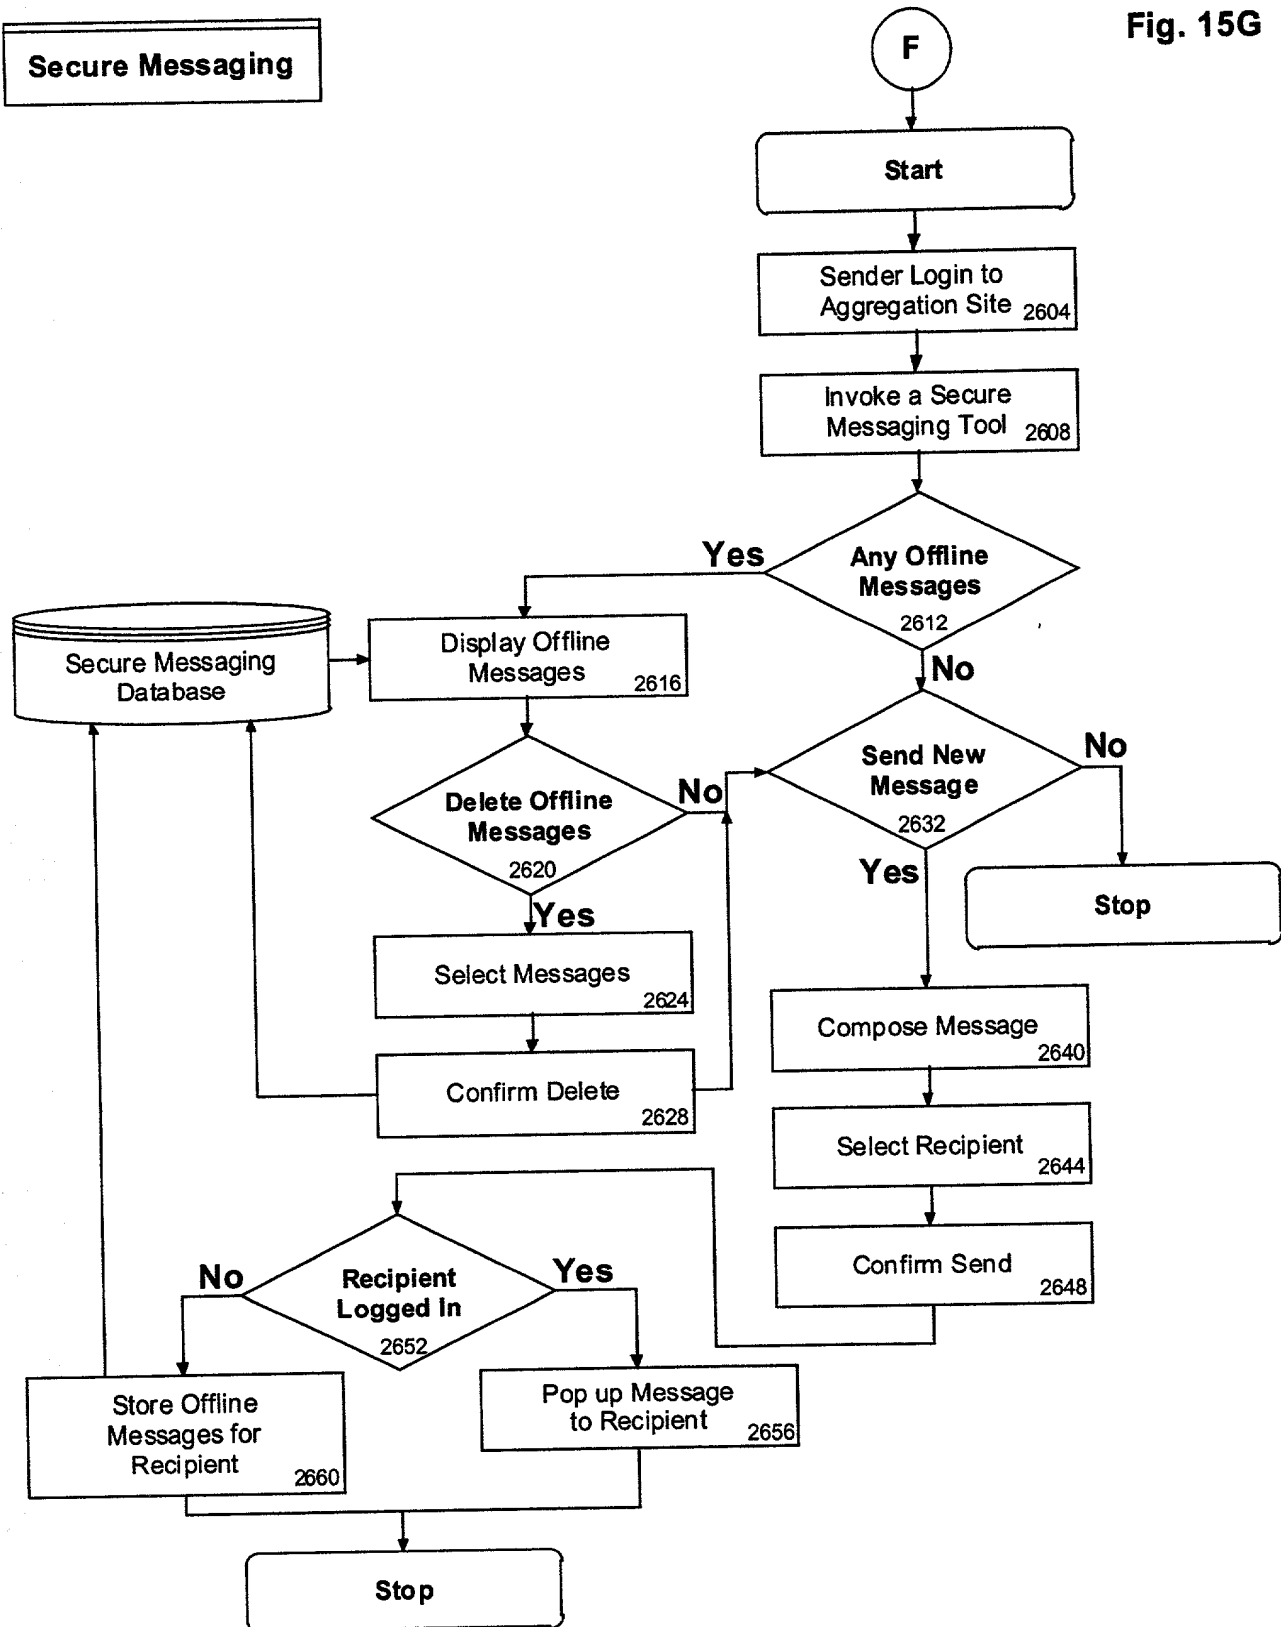 Fig. 15G
Secure Messaging
F
Start
Sender Login to
Aggregation Site 2604
Invoke a Secure
Messaging Tool 2608
Yes
Any Offline
Messages
2612
No
Secure Messaging
Database
Display Offline
Messages
2616
Delete Offline
Messages
2620
No
Yes
Send New
Message
2632
No
Yes
Stop
Select Messages
2624
Confirm Delete
2628
Compose Message
2640
Select Recipient
2644
Confirm Send
2648
No
Recipient
Logged In
2652
Yes
Store Offline
Messages for
Recipient
2660
Pop up Message
to Recipient
2656
Stop